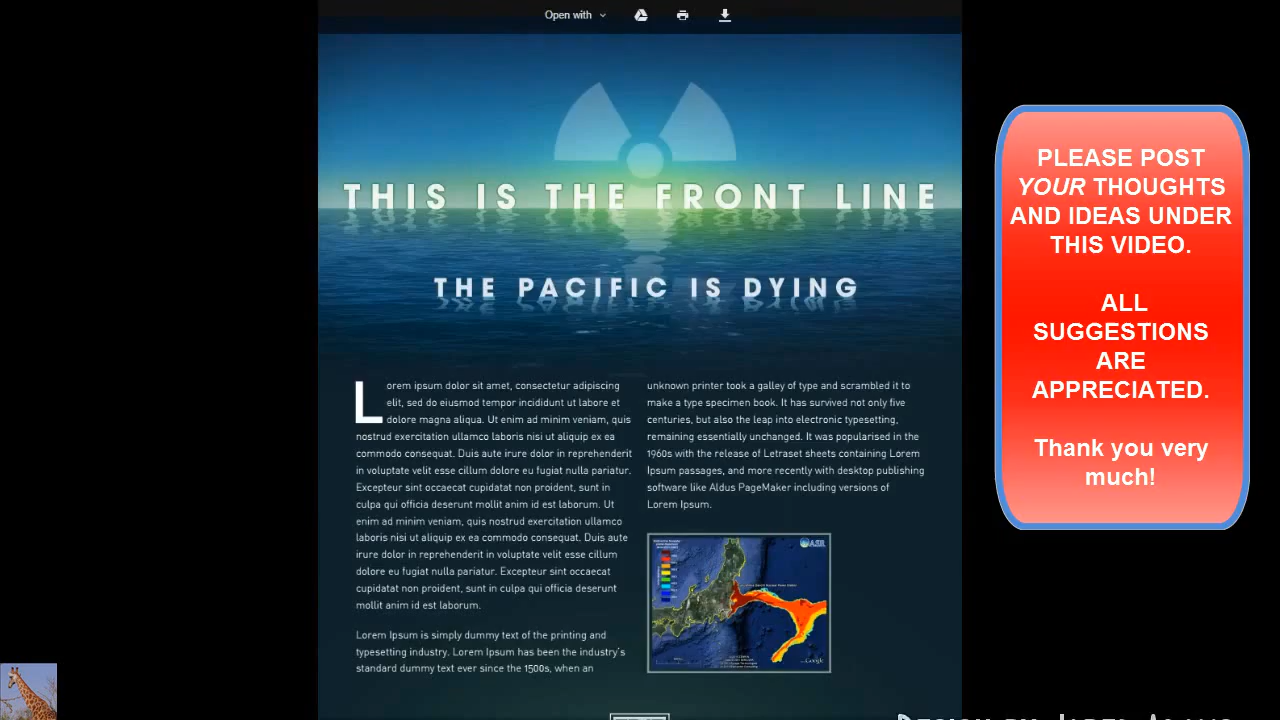 Open with
THIS IS THE FRONT LINE
THE PACIFIC IS DYING
Lorem ipsum dolor sit amet, consectetur adipiscing
elit, sed do eiusmod tempor incididunt ut labore et
dolore magna aliqua. Ut enim ad minim veniam, quis
nostrud exercitation ullamco laboris nisi ut aliquip ex ea
commodo consequat. Duis aute irure dolor in reprehenderit
in voluptate velit esse cillum dolore eu fugiat nulla pariatur.
Excepteur sint occaecat cupidatat non proident, sunt in
culpa qui officia deserunt mollit anim id est laborum. Ut
enim ad minim veniam, quis nostrud exercitation ullamco
laboris nisi ut aliquip ex ea commodo consequat. Duis aute
irure dolor in reprehenderit in voluptate velit esse cillum
dolore eu fugiat nulla pariatur. Excepteur sint occaecat
cupidatat non proident, sunt in culpa qui officia deserunt
mollit anim id est laborum.
Lorem Ipsum is simply dummy text of the printing and
typesetting industry. Lorem Ipsum has been the industry's
standard dummy text ever since the 1500s, when an
unknown printer took a galley of type and scrambled it to
make a type specimen book. It has survived not only five
centuries, but also the leap into electronic typesetting,
remaining essentially unchanged. It was popularised in the
1960s with the release of Letraset sheets containing Lorem
Ipsum passages, and more recently with desktop publishing
software like Aldus PageMaker including versions of
Lorem Ipsum.
ASR
Google
PLEASE POST
YOUR THOUGHTS
AND IDEAS UNDER
THIS VIDEO.
ALL
SUGGESTIONS
ARE
APPRECIATED.
Thank you very
much!